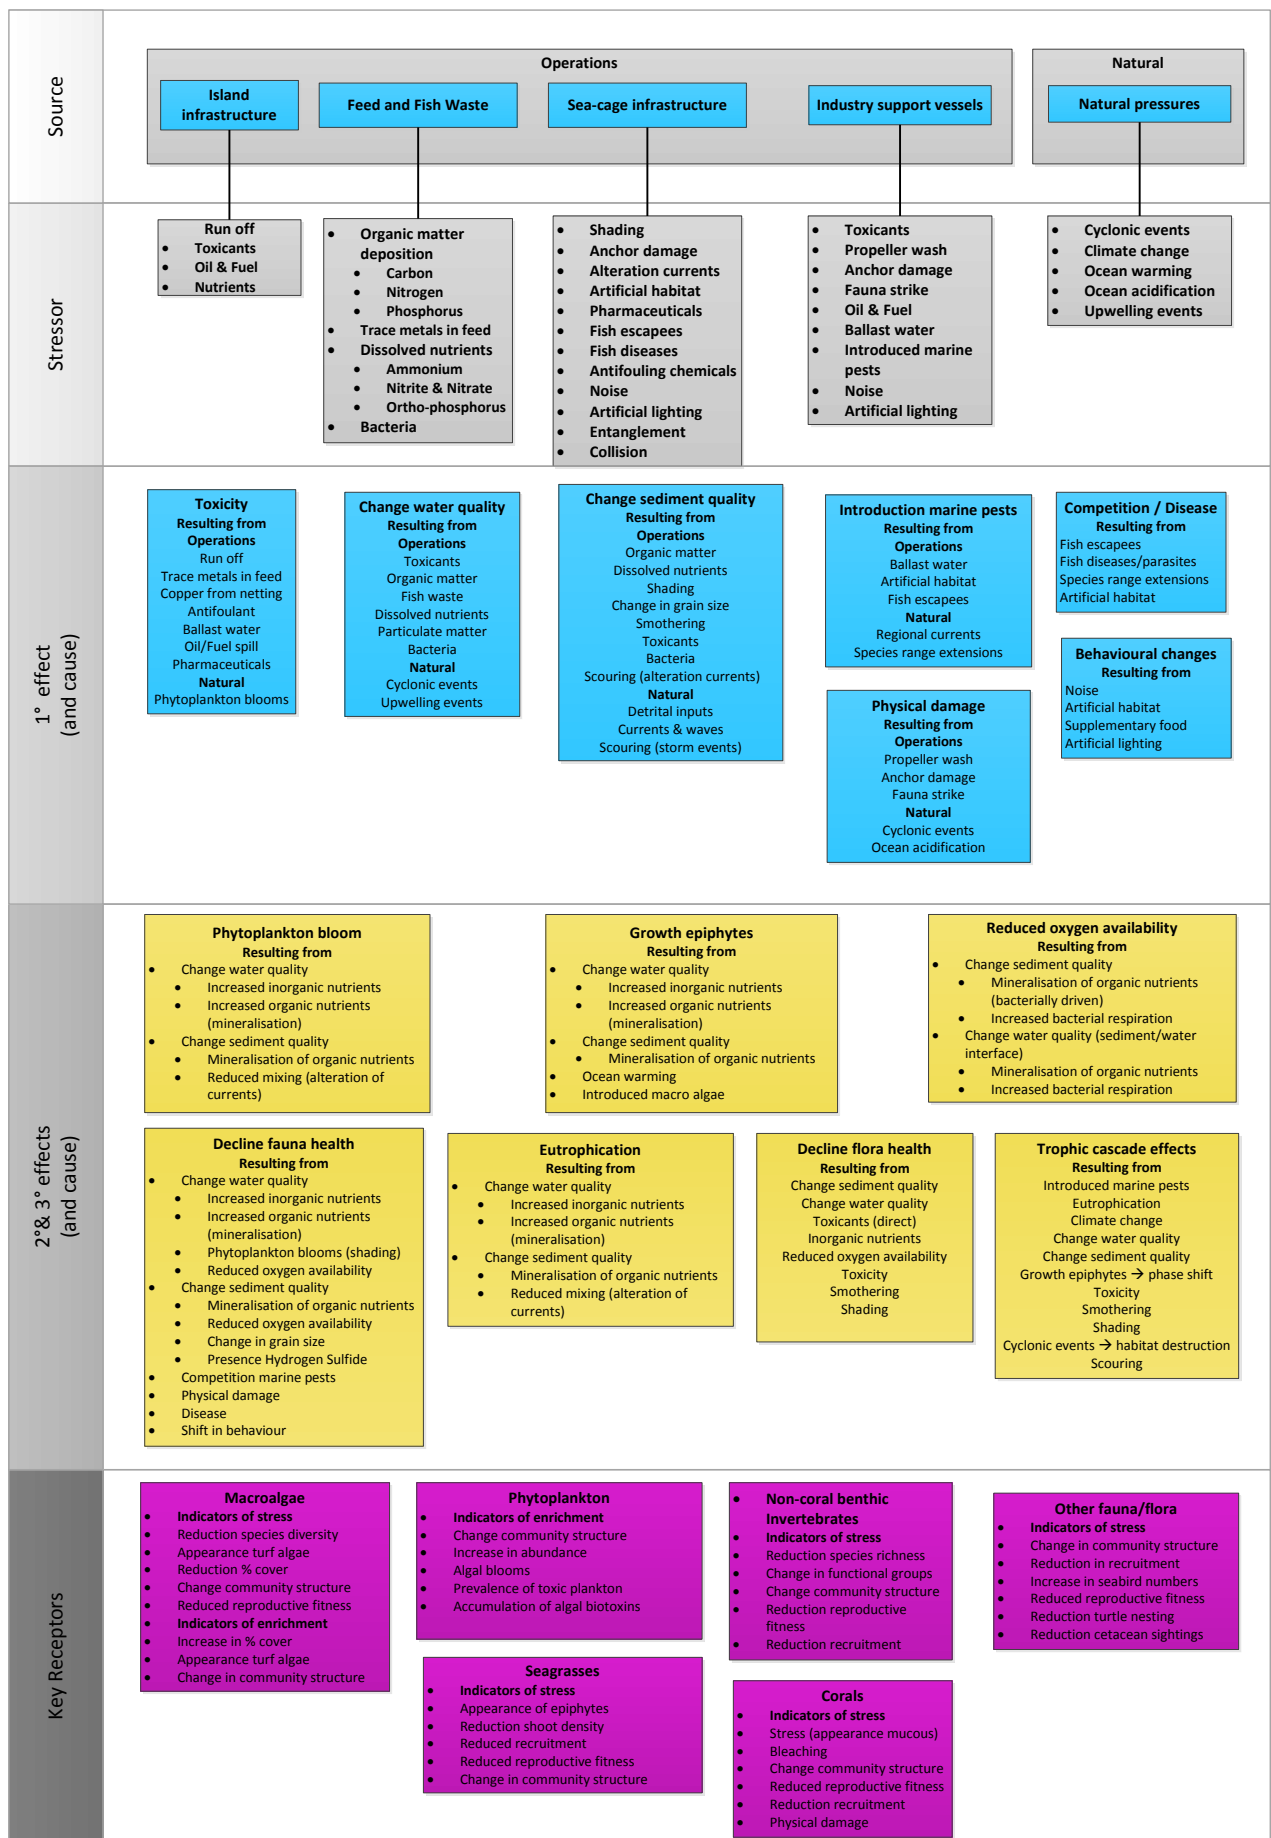 Source
Operations
Natural
Island
infrastructure
Feed and Fish Waste
Sea-cage infrastructure
Industry support vessels
Natural pressures
Stressor
Run off
• Toxicants
• Oil & Fuel
• Nutrients
• Organic matter
deposition
• Carbon
• Nitrogen
• Phosphorus
• Trace metals in feed
• Dissolved nutrients
• Ammonium
• Nitrite & Nitrate
• Ortho-phosphorus
• Bacteria
• Shading
• Anchor damage
• Alteration currents
• Artificial habitat
• Pharmaceuticals
• Fish escapees
• Fish diseases
• Antifouling chemicals
• Noise
• Artificial lighting
• Entanglement
• Collision
• Toxicants
• Propeller wash
• Anchor damage
• Fauna strike
• Oil & Fuel
• Ballast water
• Introduced marine
pests
• Noise
• Artificial lighting
• Cyclonic events
• Climate change
• Ocean warming
• Ocean acidification
• Upwelling events
1° effect
(and cause)
Toxicity
Resulting from
Operations
Run off
Trace metals in feed
Copper from netting
Antifoulant
Ballast water
Oil/Fuel spill
Pharmaceuticals
Natural
Phytoplankton blooms
Change water quality
Resulting from
Operations
Toxicants
Organic matter
Fish waste
Dissolved nutrients
Particulate matter
Bacteria
Natural
Cyclonic events
Upwelling events
Change sediment quality
Resulting from
Operations
Organic matter
Dissolved nutrients
Shading
Change in grain size
Smothering
Toxicants
Bacteria
Scouring (alteration currents)
Natural
Detrital inputs
Currents & waves
Scouring (storm events)
Introduction marine pests
Resulting from
Operations
Ballast water
Artificial habitat
Fish escapees
Natural
Regional currents
Species range extensions
Physical damage
Resulting from
Operations
Propeller wash
Anchor damage
Fauna strike
Natural
Cyclonic events
Ocean acidification
Competition / Disease
Resulting from
Fish escapees
Fish diseases/parasites
Species range extensions
Artificial habitat
Behavioural changes
Resulting from
Noise
Artificial habitat
Supplementary food
Artificial lighting
2°& 3° effects
(and cause)
Phytoplankton bloom
Resulting from
• Change water quality
• Increased inorganic nutrients
• Increased organic nutrients
(mineralisation)
• Change sediment quality
• Mineralisation of organic nutrients
• Reduced mixing (alteration of
currents)
Growth epiphytes
Resulting from
• Change water quality
• Increased inorganic nutrients
• Increased organic nutrients
(mineralisation)
• Change sediment quality
• Mineralisation of organic nutrients
• Ocean warming
• Introduced macro algae
Reduced oxygen availability
Resulting from
• Change sediment quality
• Mineralisation of organic nutrients
(bacterially driven)
• Increased bacterial respiration
• Change water quality (sediment/water
interface)
• Mineralisation of organic nutrients
• Increased bacterial respiration
Decline fauna health
Resulting from
• Change water quality
• Increased inorganic nutrients
• Increased organic nutrients
(mineralisation)
• Phytoplankton blooms (shading)
• Reduced oxygen availability
• Change sediment quality
• Mineralisation of organic nutrients
• Reduced oxygen availability
• Change in grain size
• Presence Hydrogen Sulfide
• Competition marine pests
• Physical damage
• Disease
• Shift in behaviour
Eutrophication
Resulting from
• Change water quality
• Increased inorganic nutrients
• Increased organic nutrients
(mineralisation)
• Change sediment quality
• Mineralisation of organic nutrients
• Reduced mixing (alteration of
currents)
Decline flora health
Resulting from
Change sediment quality
Change water quality
Toxicants (direct)
Inorganic nutrients
Reduced oxygen availability
Toxicity
Smothering
Shading
Trophic cascade effects
Resulting from
Introduced marine pests
Eutrophication
Climate change
Change water quality
Change sediment quality
Growth epiphytes → phase shift
Toxicity
Smothering
Shading
Cyclonic events → habitat destruction
Scouring
Key Receptors
Macroalgae
• Indicators of stress
• Reduction species diversity
• Appearance turf algae
• Reduction % cover
• Change community structure
• Reduced reproductive fitness
• Indicators of enrichment
• Increase in % cover
• Appearance turf algae
• Change in community structure
Phytoplankton
• Indicators of enrichment
• Change community structure
• Increase in abundance
• Algal blooms
• Prevalence of toxic plankton
• Accumulation of algal biotoxins
Seagrasses
• Indicators of stress
• Appearance of epiphytes
• Reduction shoot density
• Reduced recruitment
• Reduced reproductive fitness
• Change in community structure
• Non-coral benthic
Invertebrates
• Indicators of stress
• Reduction species richness
• Change in functional groups
• Change community structure
• Reduction reproductive
fitness
• Reduction recruitment
Corals
• Indicators of stress
• Stress (appearance mucous)
• Bleaching
• Change community structure
• Reduced reproductive fitness
• Reduction recruitment
• Physical damage
Other fauna/flora
• Indicators of stress
• Change in community structure
• Reduction in recruitment
• Increase in seabird numbers
• Reduced reproductive fitness
• Reduction turtle nesting
• Reduction cetacean sightings